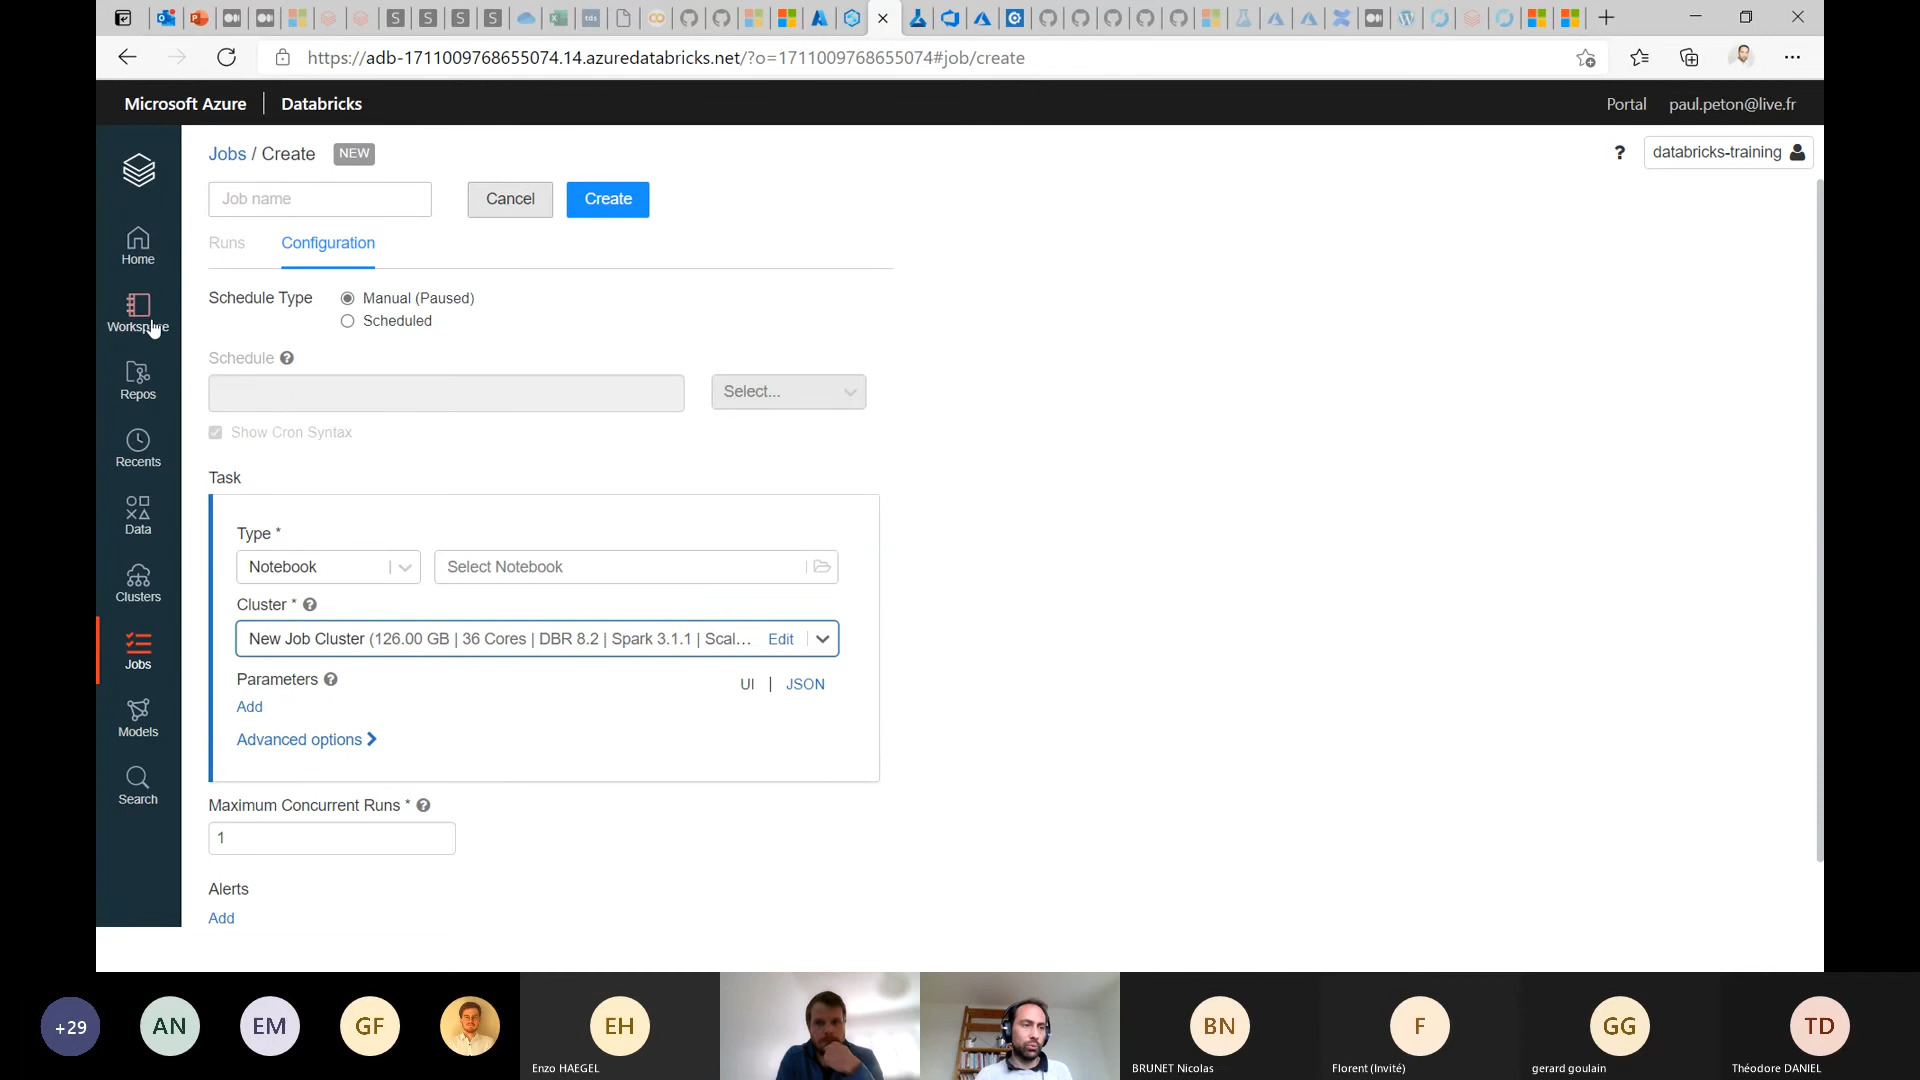 https://adb-1711009768655074.14.azuredatabricks.net/?o=1711009768655074#job/create
Microsoft Azure | Databricks
Portal
paul.peton@live.fr
Jobs / Create NEW
? databricks-training
Job name
Cancel
Create
Runs
Configuration
Schedule Type
Manual (Paused)
Scheduled
Schedule ?
Select...
Show Cron Syntax
Task
Type *
Notebook
Select Notebook
Cluster * ?
New Job Cluster (126.00 GB | 36 Cores | DBR 8.2 | Spark 3.1.1 | Scal... Edit
Parameters ?
UI | JSON
Add
Advanced options
Maximum Concurrent Runs * ?
1
Alerts
Add
Home
Workspace
Repos
Recents
Data
Clusters
Jobs
Models
Search
+29
AN
EM
GF
EH
Enzo HAEGEL
BN
BRUNET Nicolas
F
Florent (Invité)
GG
gerard goulain
TD
Théodore DANIEL